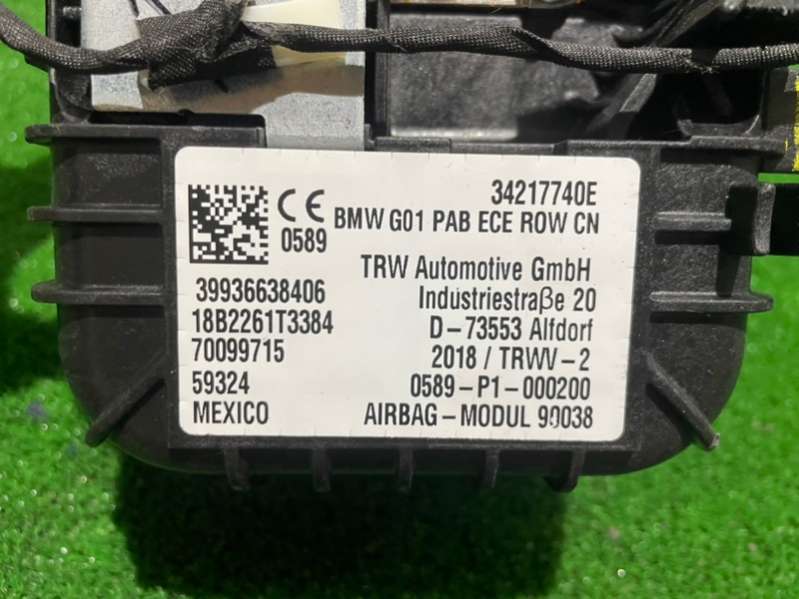 34217740E
CE
BMW G01 PAB ECE ROW CN
0589
TRW Automotive GmbH
39936638406
Industriestraße 20
18B2261T3384
D-73553 Alfdorf
70099715
2018 / TRWV-2
59324
0589-P1-000200
MEXICO
AIRBAG-MODUL 90038